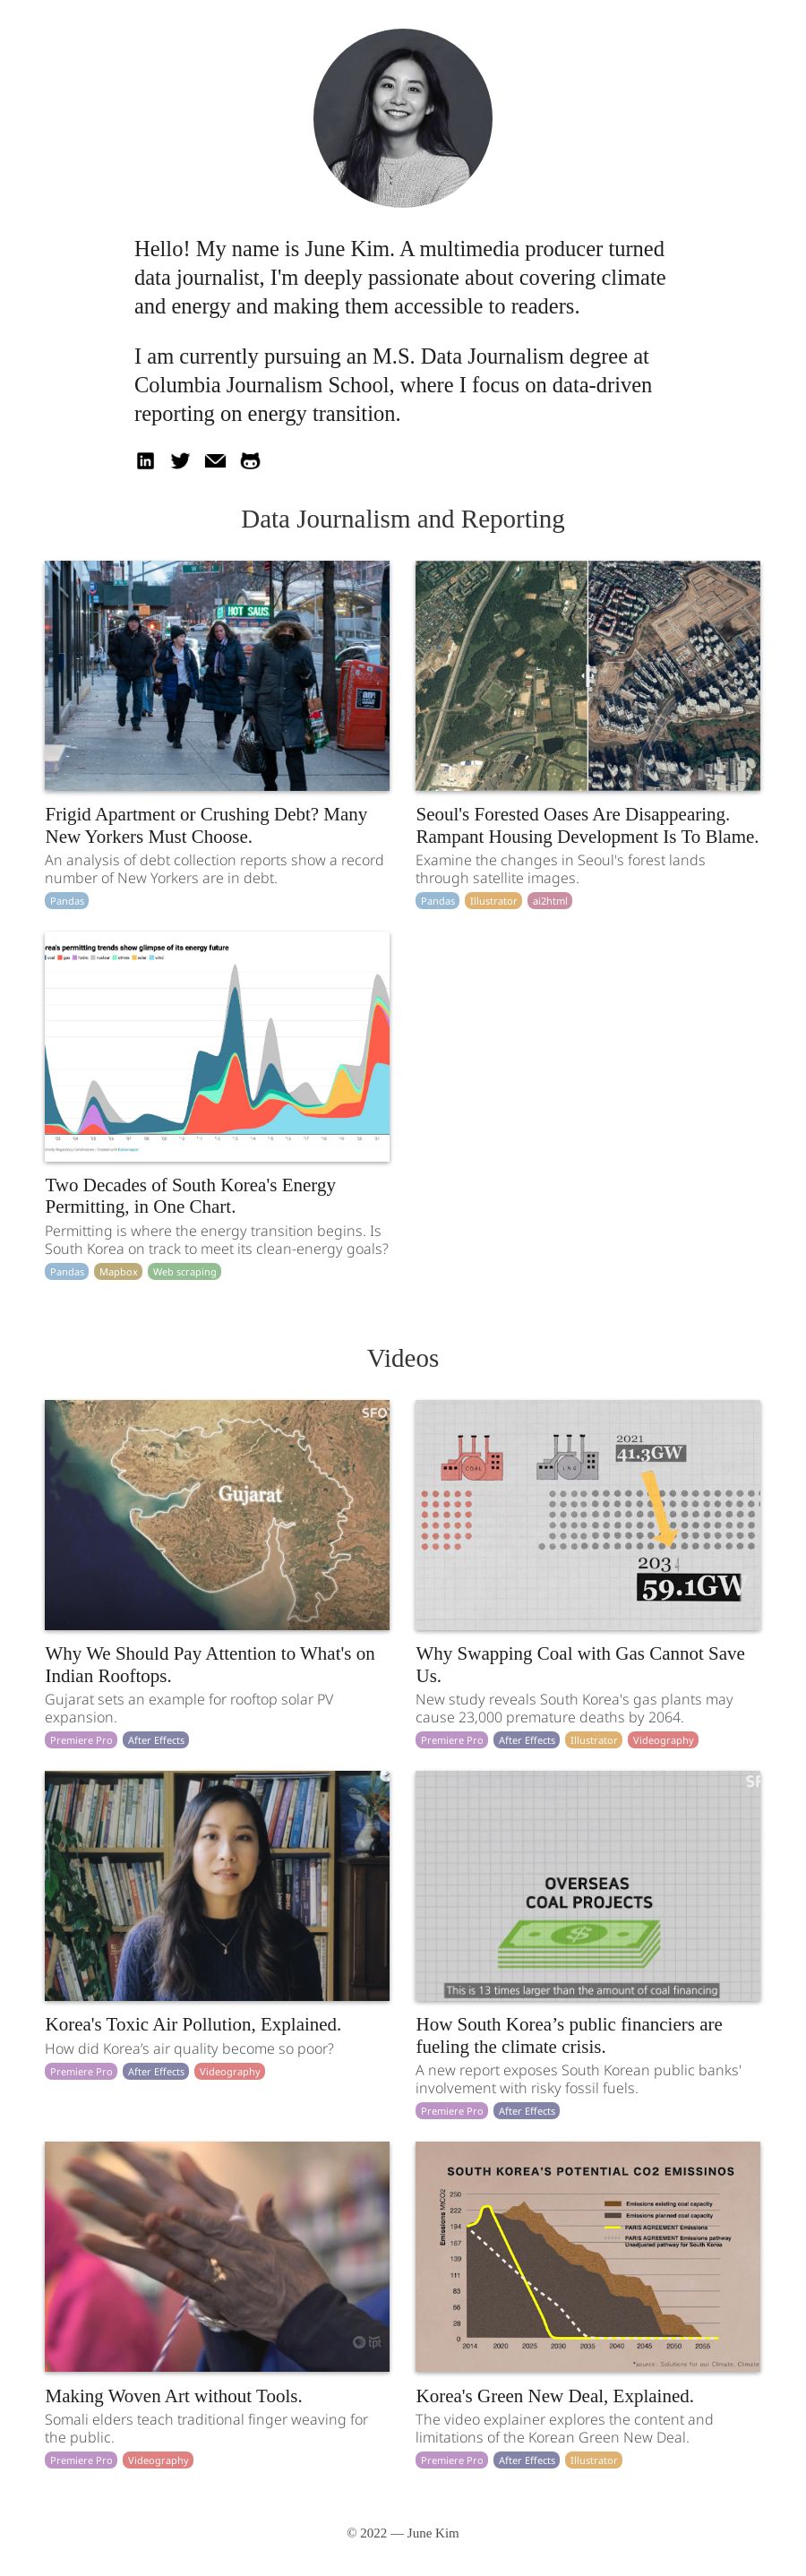 Hello! My name is June Kim. A multimedia producer turned
data journalist, I'm deeply passionate about covering climate
and energy and making them accessible to readers.
I am currently pursuing an M.S. Data Journalism degree at
Columbia Journalism School, where I focus on data-driven
reporting on energy transition.
Data Journalism and Reporting
HOT SAUS
Frigid Apartment or Crushing Debt? Many
New Yorkers Must Choose.
An analysis of debt collection reports show a record
number of New Yorkers are in debt.
Pandas
Seoul's Forested Oases Are Disappearing.
Rampant Housing Development Is To Blame.
Examine the changes in Seoul's forest lands
through satellite images.
Pandas Illustrator ai2html
rea's permitting trends show glimpse of its energy future
coal gas hydro nuclear others solar wind
Two Decades of South Korea's Energy
Permitting, in One Chart.
Permitting is where the energy transition begins. Is
South Korea on track to meet its clean-energy goals?
Pandas Mapbox Web scraping
Videos
SFO
Gujarat
Why We Should Pay Attention to What's on
Indian Rooftops.
Gujarat sets an example for rooftop solar PV
expansion.
Premiere Pro After Effects
COAL LNG
2021
41.3GW
203
59.1GW
Why Swapping Coal with Gas Cannot Save
Us.
New study reveals South Korea's gas plants may
cause 23,000 premature deaths by 2064.
Premiere Pro After Effects Illustrator Videography
Korea's Toxic Air Pollution, Explained.
How did Korea's air quality become so poor?
Premiere Pro After Effects Videography
SF
OVERSEAS
COAL PROJECTS
This is 13 times larger than the amount of coal financing
How South Korea’s public financiers are
fueling the climate crisis.
A new report exposes South Korean public banks'
involvement with risky fossil fuels.
Premiere Pro After Effects
tpt
Making Woven Art without Tools.
Somali elders teach traditional finger weaving for
the public.
Premiere Pro Videography
SOUTH KOREA'S POTENTIAL CO2 EMISSINOS
Emissions MtCO2
250
222
194
167
139
111
83
56
28
0
2014 2020 2025 2030 2035 2040 2045 2050 2055
Emissions existing coal capacity
Emissions planned coal capacity
PARIS AGREEMENT Emissions
PARIS AGREEMENT Emissions pathway
Unadjusted pathway for South Korea
*source: Solutions for our Climate, Climate
Korea's Green New Deal, Explained.
The video explainer explores the content and
limitations of the Korean Green New Deal.
Premiere Pro After Effects Illustrator
© 2022 — June Kim